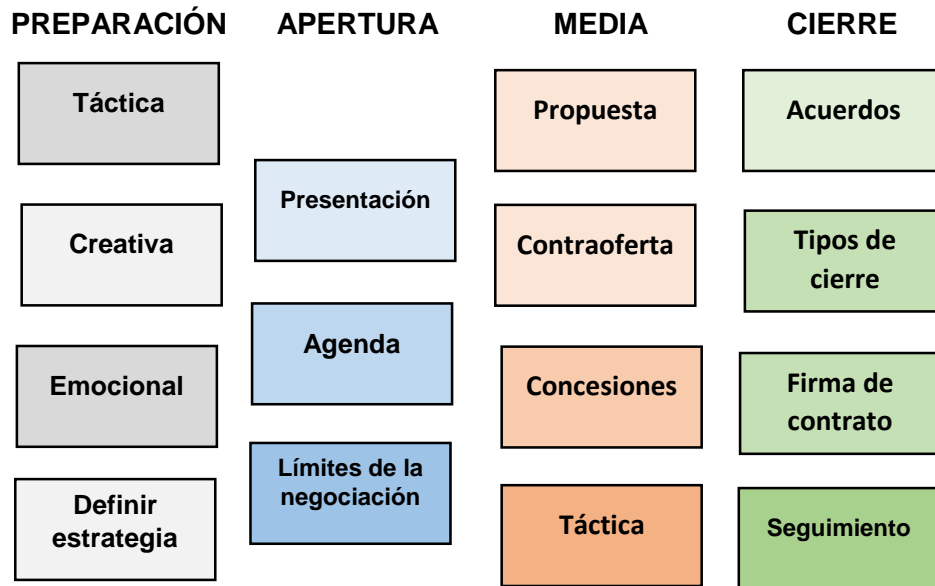 PREPARACIÓN
Táctica
Creativa
Emocional
Definir
estrategia
APERTURA
Presentación
Agenda
Límites de la
negociación
MEDIA
Propuesta
Contraoferta
Concesiones
Táctica
CIERRE
Acuerdos
Tipos de
cierre
Firma de
contrato
Seguimiento